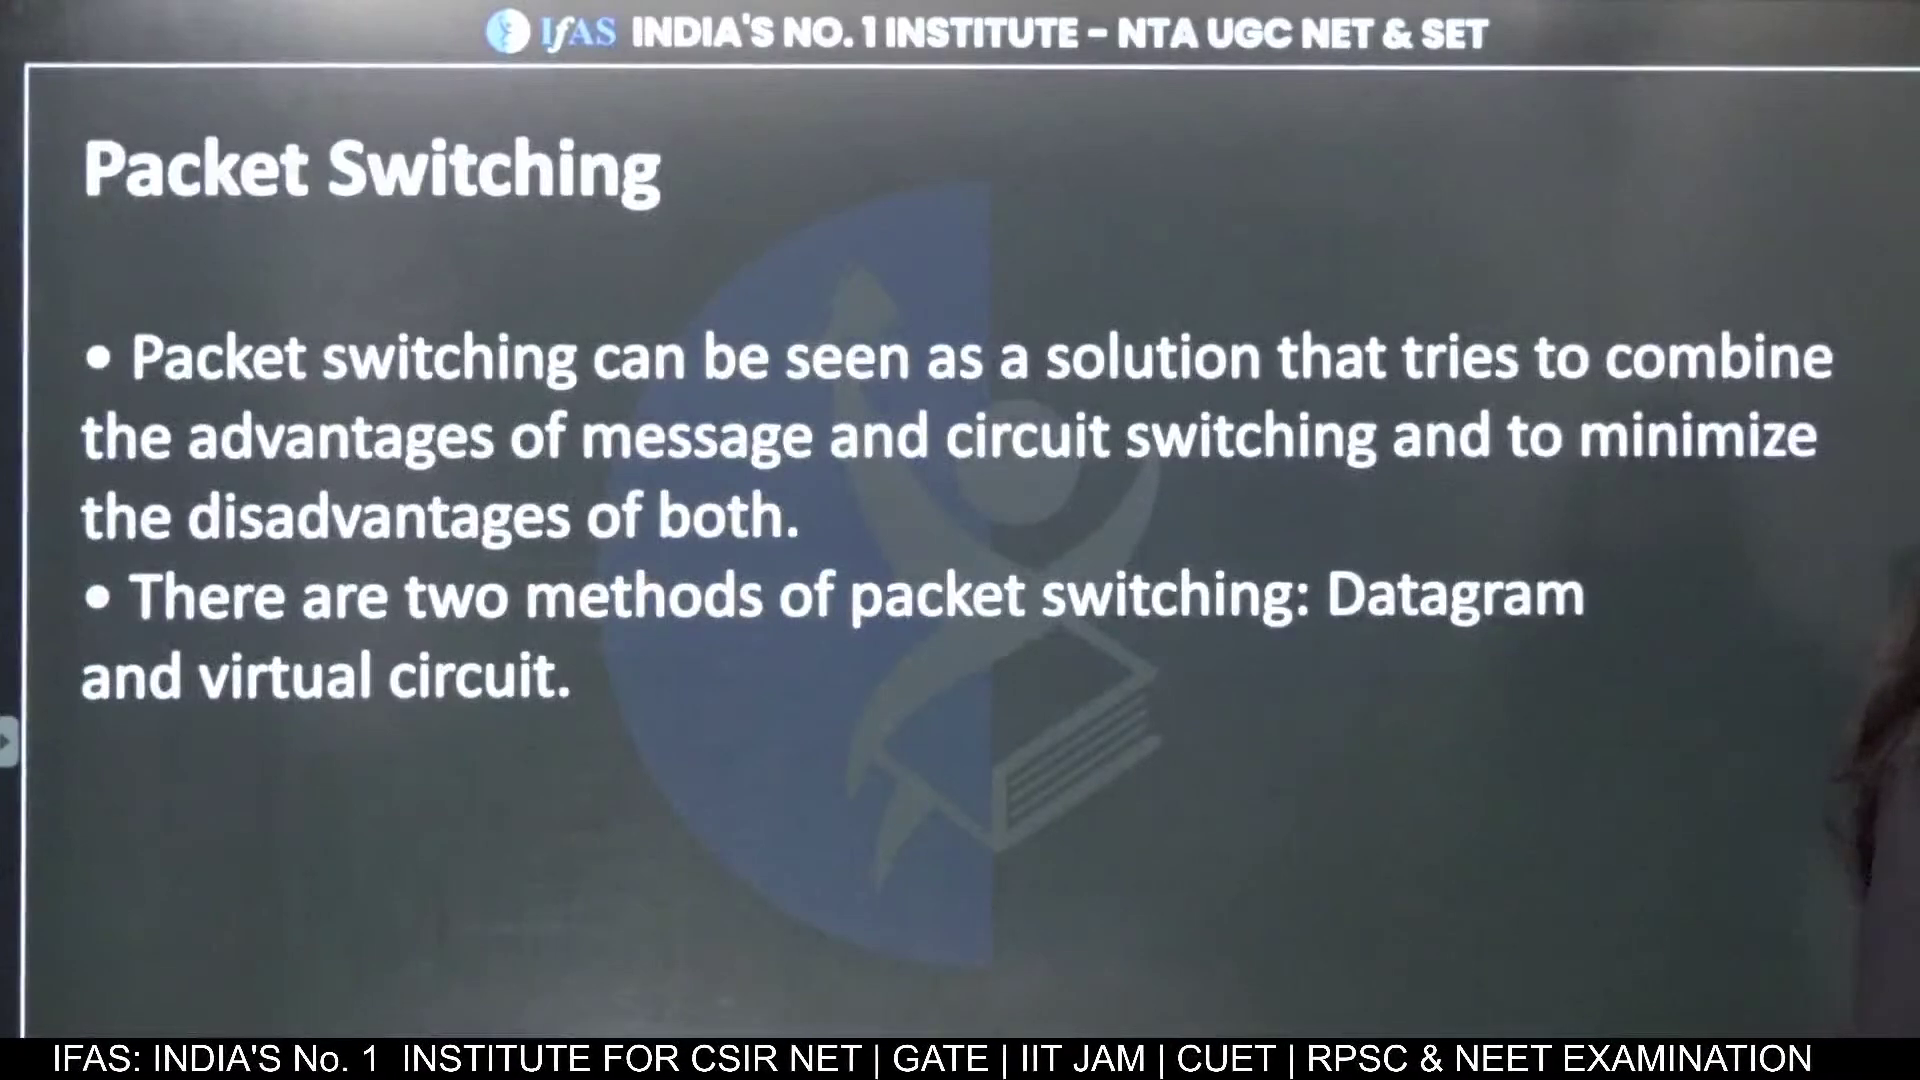 IfAS INDIA'S NO. 1 INSTITUTE - NTA UGC NET & SET
Packet Switching
• Packet switching can be seen as a solution that tries to combine
the advantages of message and circuit switching and to minimize
the disadvantages of both.
• There are two methods of packet switching: Datagram
and virtual circuit.
IFAS: INDIA'S No. 1 INSTITUTE FOR CSIR NET | GATE | IIT JAM | CUET | RPSC & NEET EXAMINATION